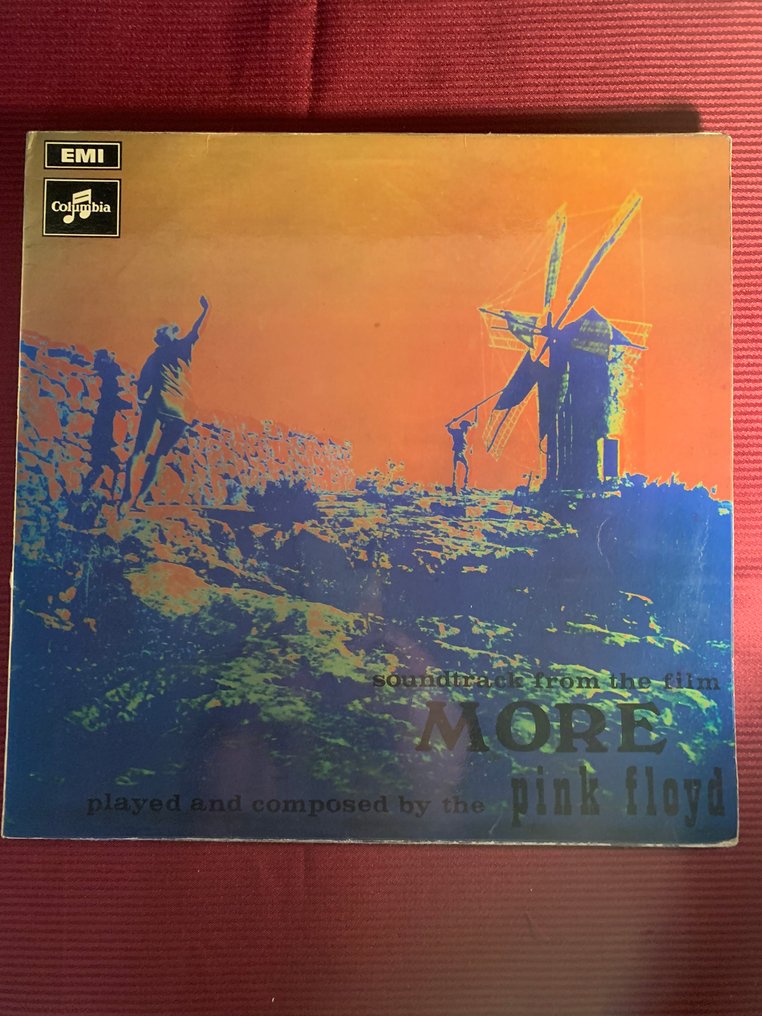 EMI
Columbia
soundtrack from the film
MORE
played and composed by the pink floyd